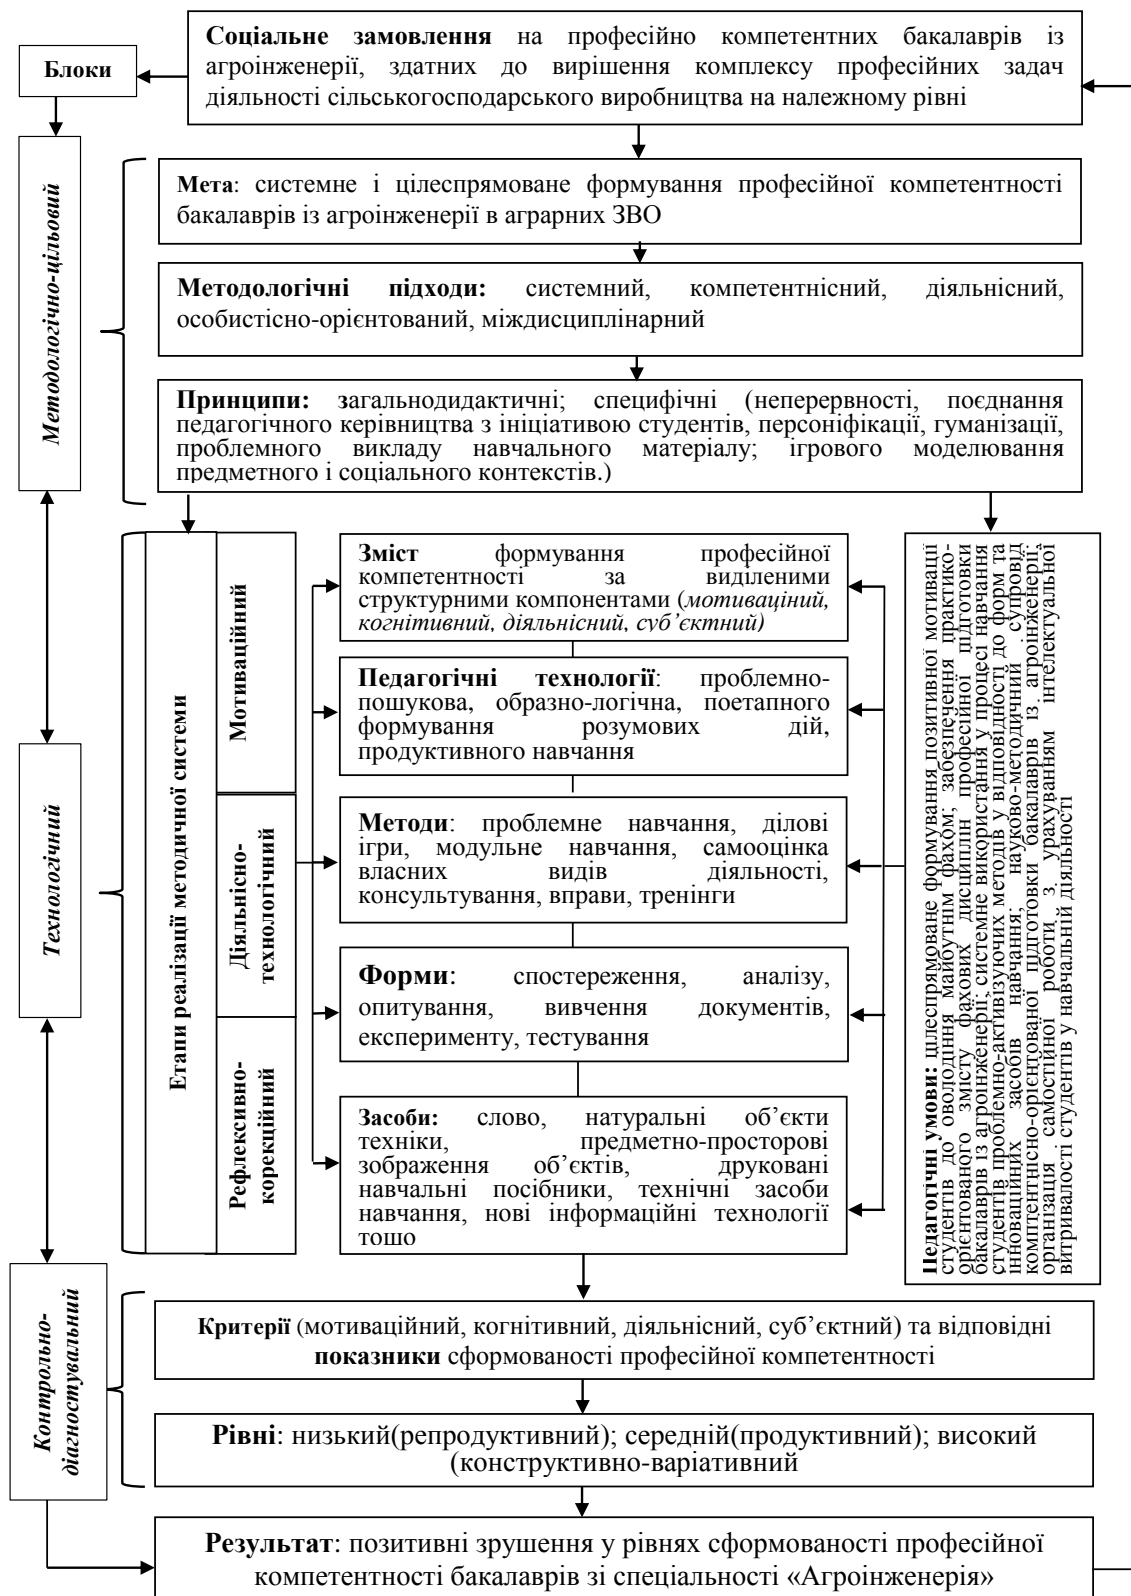 Соціальне замовлення на професійно компетентних бакалаврів із
агроінженерії, здатних до вирішення комплексу професійних задач
діяльності сільськогосподарського виробництва на належному рівні
Блоки
Методологічно-цільовий
Мета: системне і цілеспрямоване формування професійної компетентності
бакалаврів із агроінженерії в аграрних ЗВО
Методологічні підходи: системний, компетентнісний, діяльнісний,
особистісно-орієнтований, міждисциплінарний
Принципи: загальнодидактичні; специфічні (неперервності, поєднання
педагогічного керівництва з ініціативою студентів, персоніфікації, гуманізації,
проблемного викладу навчального матеріалу; ігрового моделювання
предметного і соціального контекстів.)
Технологічний
Етапи реалізації методичної системи
Мотиваційний
Діяльнісно-
технологічний
Рефлексивно-
корекційний
Зміст формування професійної
компетентності за виділеними
структурними компонентами (мотиваціний,
когнітивний, діяльнісний, суб’єктний)
Педагогічні технології: проблемно-
пошукова, образно-логічна, поетапного
формування розумових дій,
продуктивного навчання
Методи: проблемне навчання, ділові
ігри, модульне навчання, самооцінка
власних видів діяльності,
консультування, вправи, тренінги
Форми: спостереження, аналізу,
опитування, вивчення документів,
експерименту, тестування
Засоби: слово, натуральні об’єкти
техніки, предметно-просторові
зображення об’єктів, друковані
навчальні посібники, технічні засоби
навчання, нові інформаційні технології
тощо
Педагогічні умови: цілеспрямоване формування позитивної мотивації
студентів до оволодіння майбутнім фахом; забезпечення практико-
орієнтованого змісту фахових дисциплін професійної підготовки
бакалаврів із агроінженерії; системне використання у процесі навчання
студентів проблемно-активізуючих методів у відповідності до форм та
інноваційних засобів навчання; науково-методичний супровід
комптентнісно-орієнтованої підготовки бакалаврів із агроінженерії,
організація самостійної роботи з урахуванням інтелектуальної
витривалості студентів у навчальній діяльності
Контрольно-
діагностувальний
Критерії (мотиваційний, когнітивний, діяльнісний, суб’єктний) та відповідні
показники сформованості професійної компетентності
Рівні: низький(репродуктивний); середній(продуктивний); високий
(конструктивно-варіативний
Результат: позитивні зрушення у рівнях сформованості професійної
компетентності бакалаврів зі спеціальності «Агроінженерія»